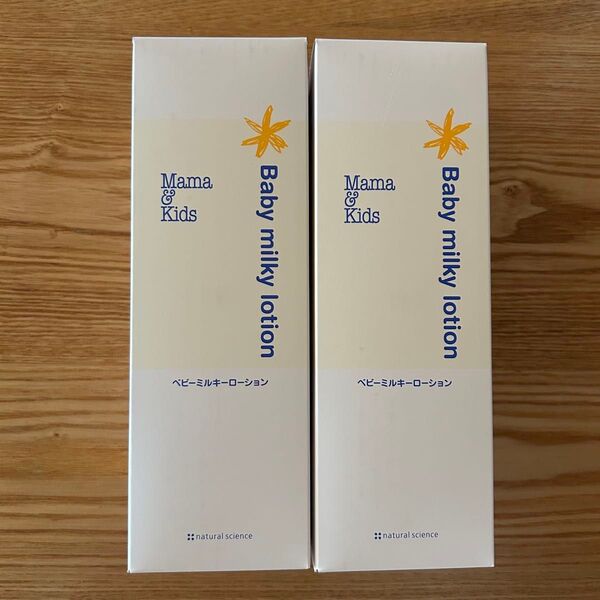 Mama
&
Kids
Baby milky lotion
ベビーミルキーローション
natural science
Mama
&
Kids
Baby milky lotion
ベビーミルキーローション
natural science